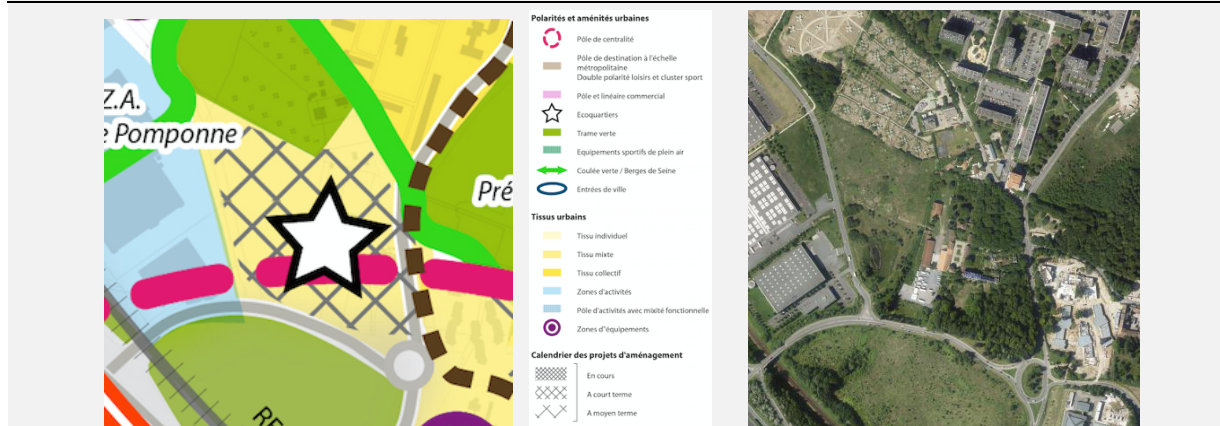 Z.A.
Pomponne
Pré
RE
Polarités et aménités urbaines
Pôle de centralité
Pôle de destination à l'échelle
métropolitaine
Double polarité loisirs et cluster sport
Pôle et linéaire commercial
Ecoquartiers
Trame verte
Equipements sportifs de plein air
Coulée verte / Berges de Seine
Entrées de ville
Tissus urbains
Tissu individuel
Tissu mixte
Tissu collectif
Zones d'activités
Pôle d'activités avec mixité fonctionnelle
Zones d''équipements
Calendrier des projets d'aménagement
En cours
A court terme
A moyen terme